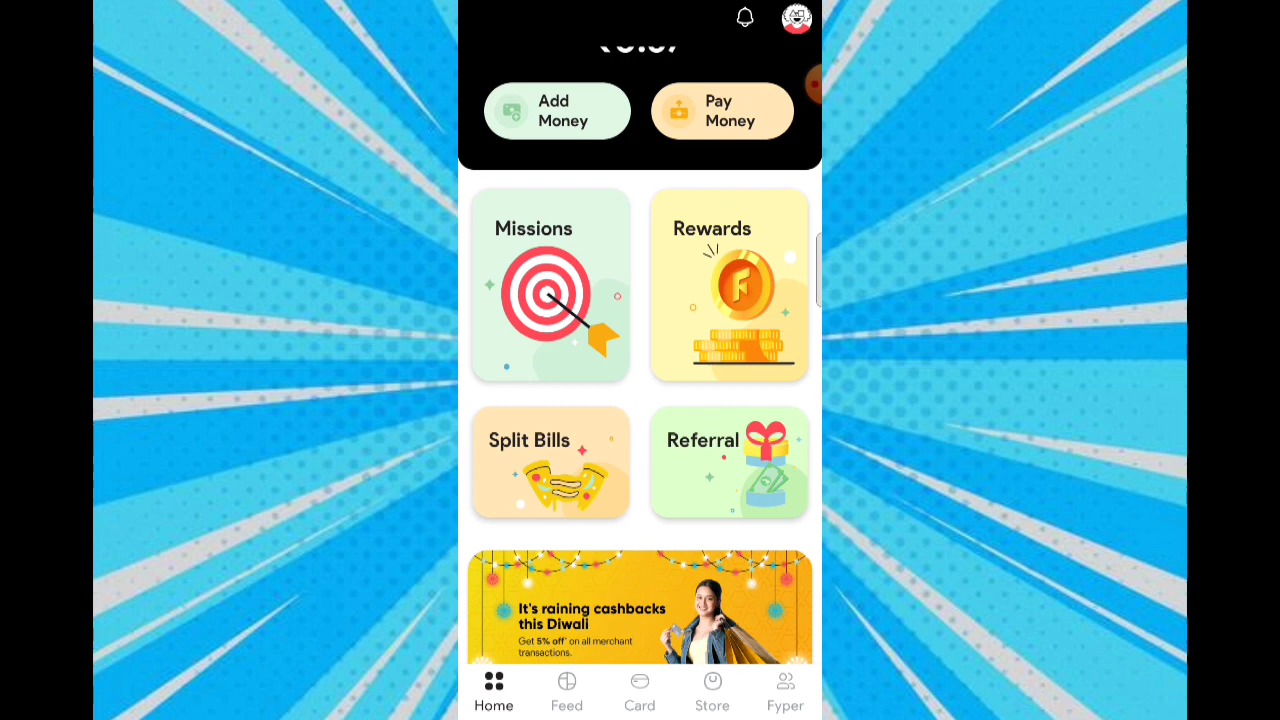 Add
Money
Pay
Money
Missions
Rewards
Split Bills
Referral
It's raining cashbacks
this Diwali
Get 5% off* on all merchant
transactions.
Home
Feed
Card
Store
Fyper